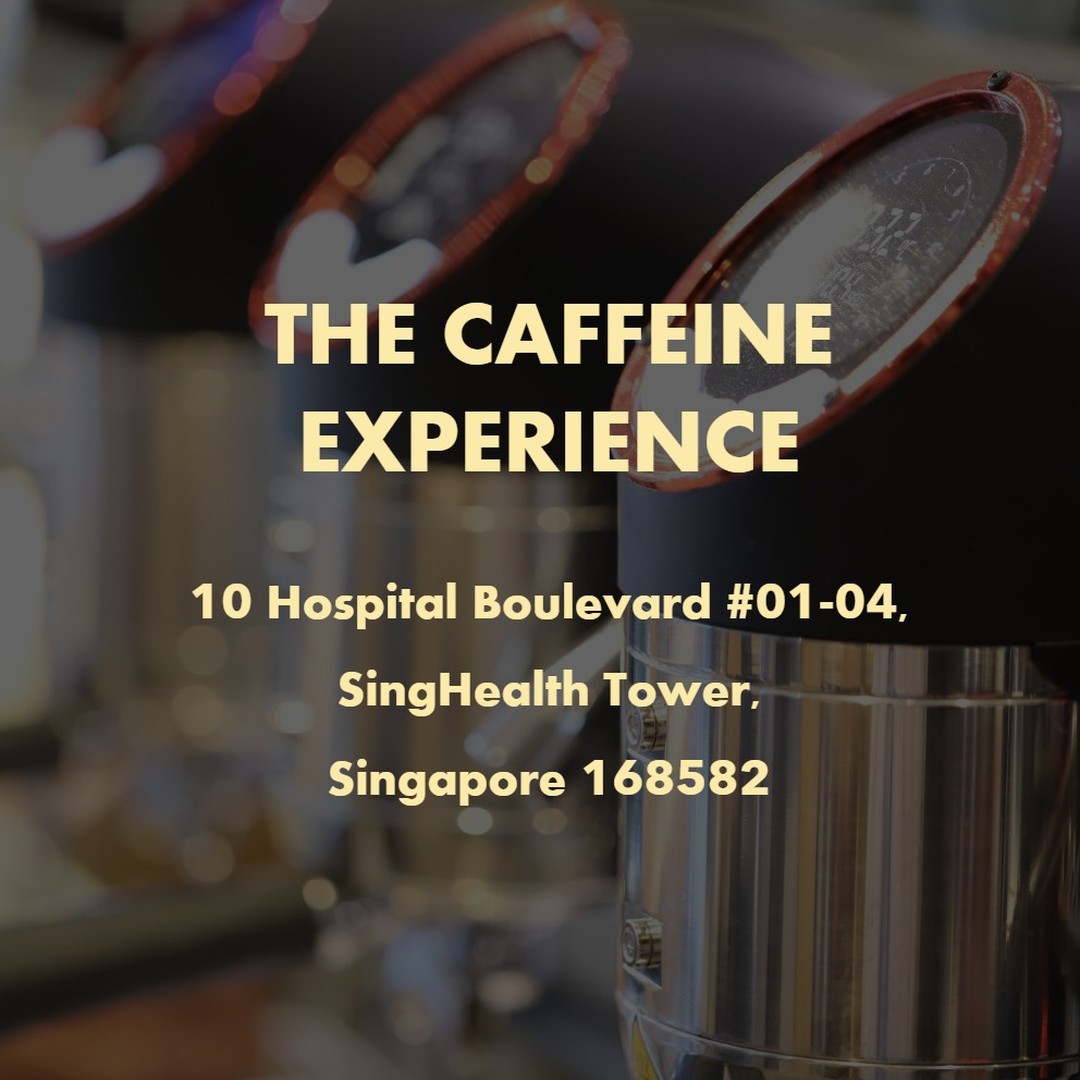 THE CAFFEINE
EXPERIENCE
10 Hospital Boulevard #01-04,
SingHealth Tower,
Singapore 168582